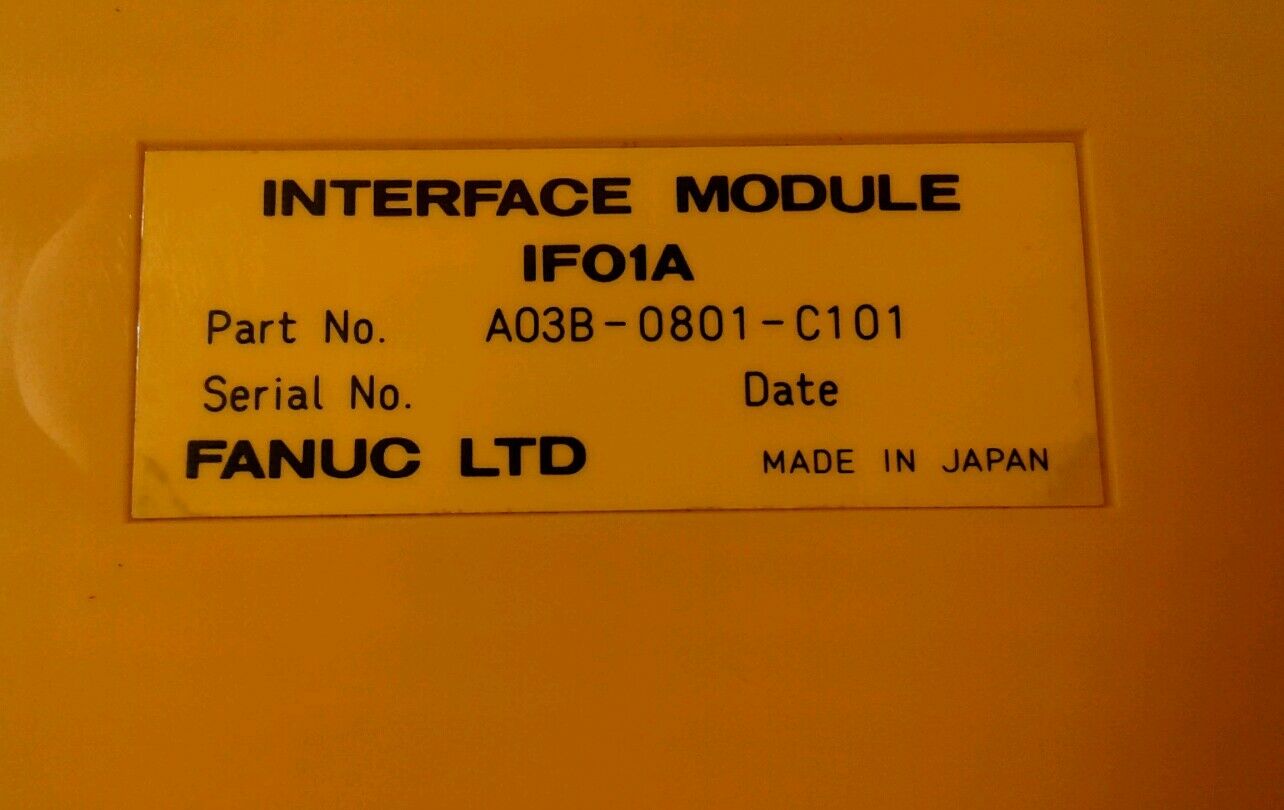 INTERFACE MODULE
IF01A
Part No. A03B-0801-C101
Serial No. Date
FANUC LTD MADE IN JAPAN